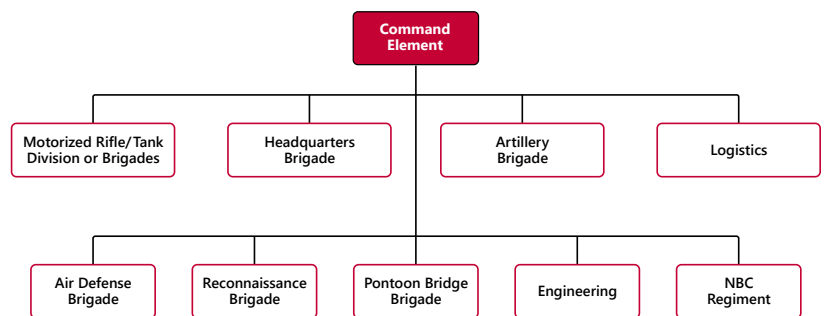 Command
Element
Motorized Rifle/Tank
Division or Brigades
Headquarters
Brigade
Artillery
Brigade
Logistics
Air Defense
Brigade
Reconnaissance
Brigade
Pontoon Bridge
Brigade
Engineering
NBC
Regiment